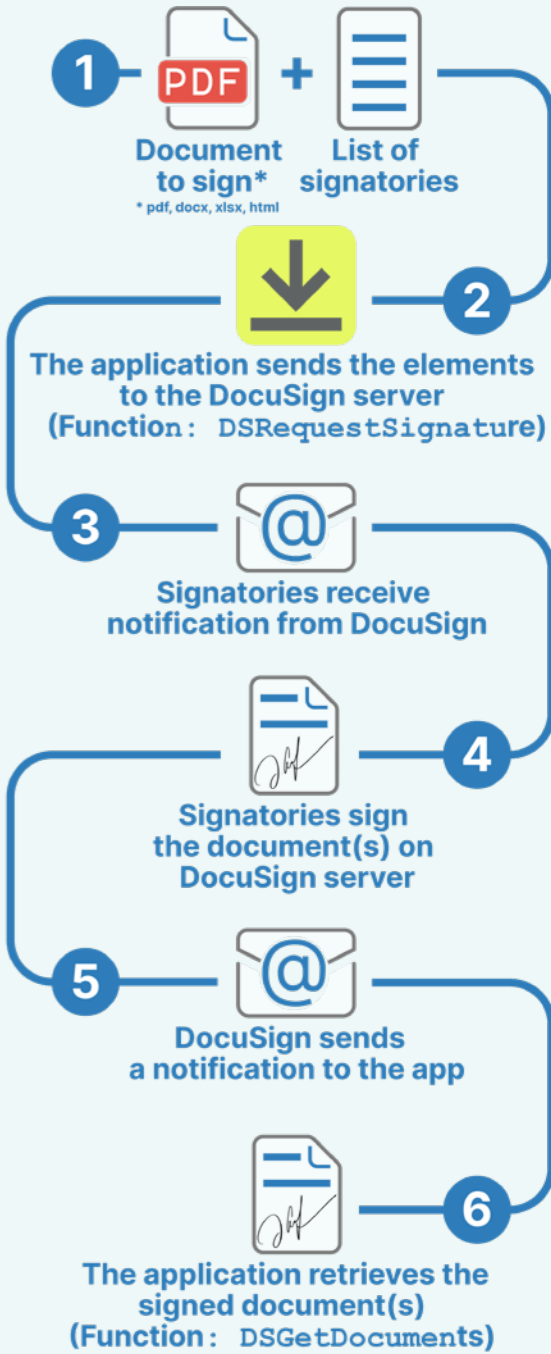 1
PDF
+
Document
to sign*
* pdf, docx, xlsx, html
List of
signatories
2
The application sends the elements
to the DocuSign server
(Function: DSRequestSignature)
3
@
Signatories receive
notification from DocuSign
4
Signatories sign
the document(s) on
DocuSign server
5
@
DocuSign sends
a notification to the app
6
The application retrieves the
signed document(s)
(Function: DSGetDocuments)